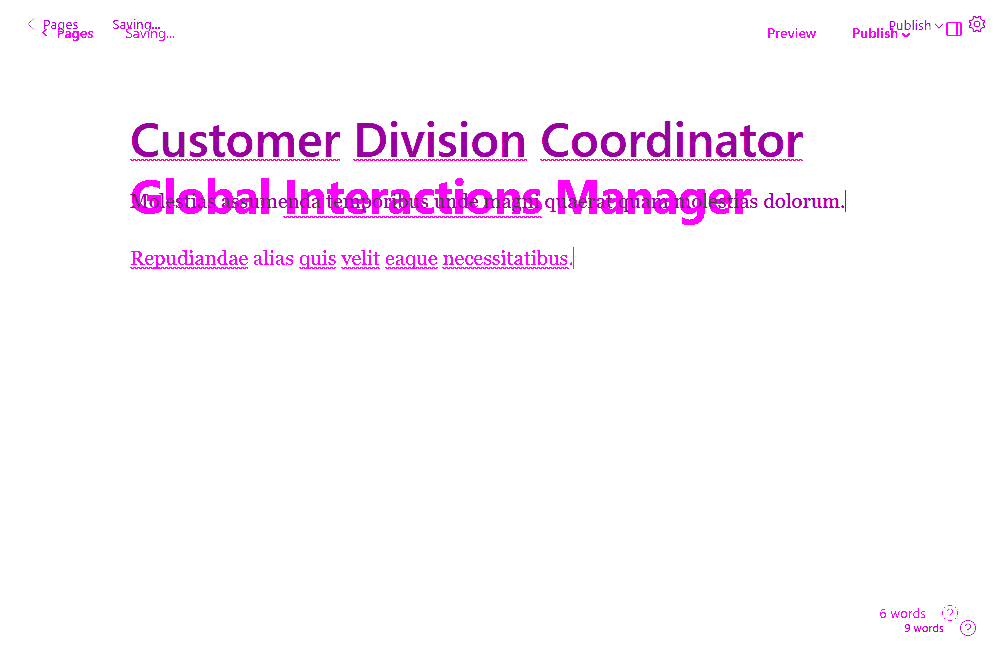 Pages Saving... Publish
Pages Saving... Preview Publish
Customer Division Coordinator
Global Interactions Manager
Molestias assumenda temporibus unde magni quaerat quam molestias dolorum.
Repudiandae alias quis velit eaque necessitatibus.
6 words
9 words